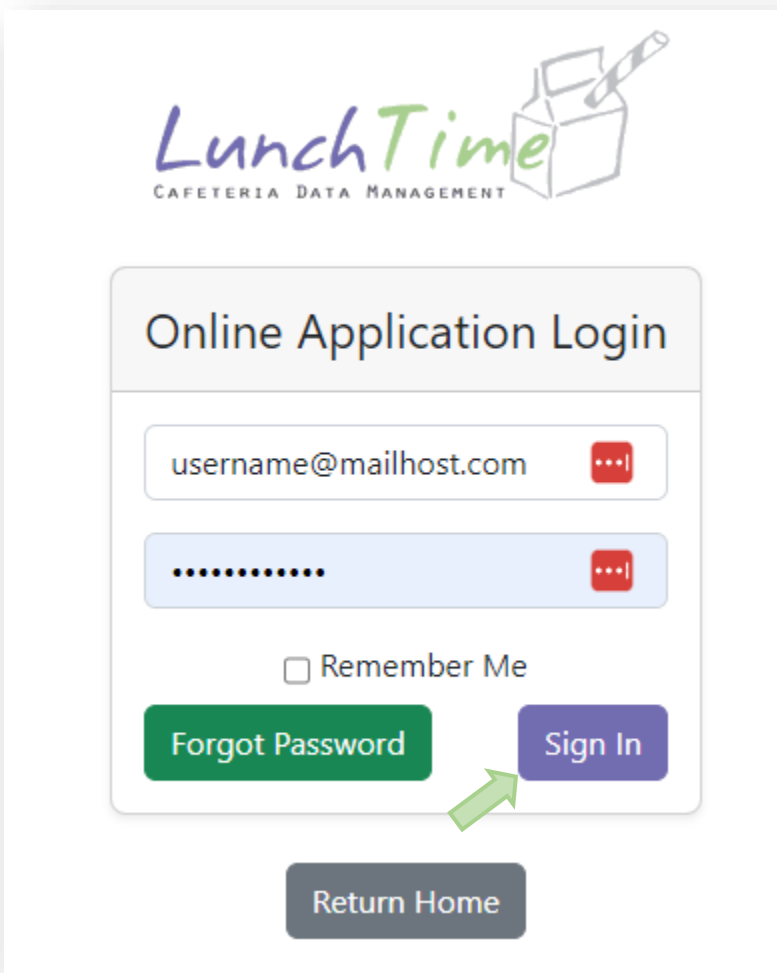 LunchTime
CAFETERIA DATA MANAGEMENT
Online Application Login
username@mailhost.com
••••••••••••
Remember Me
Forgot Password
Sign In
Return Home